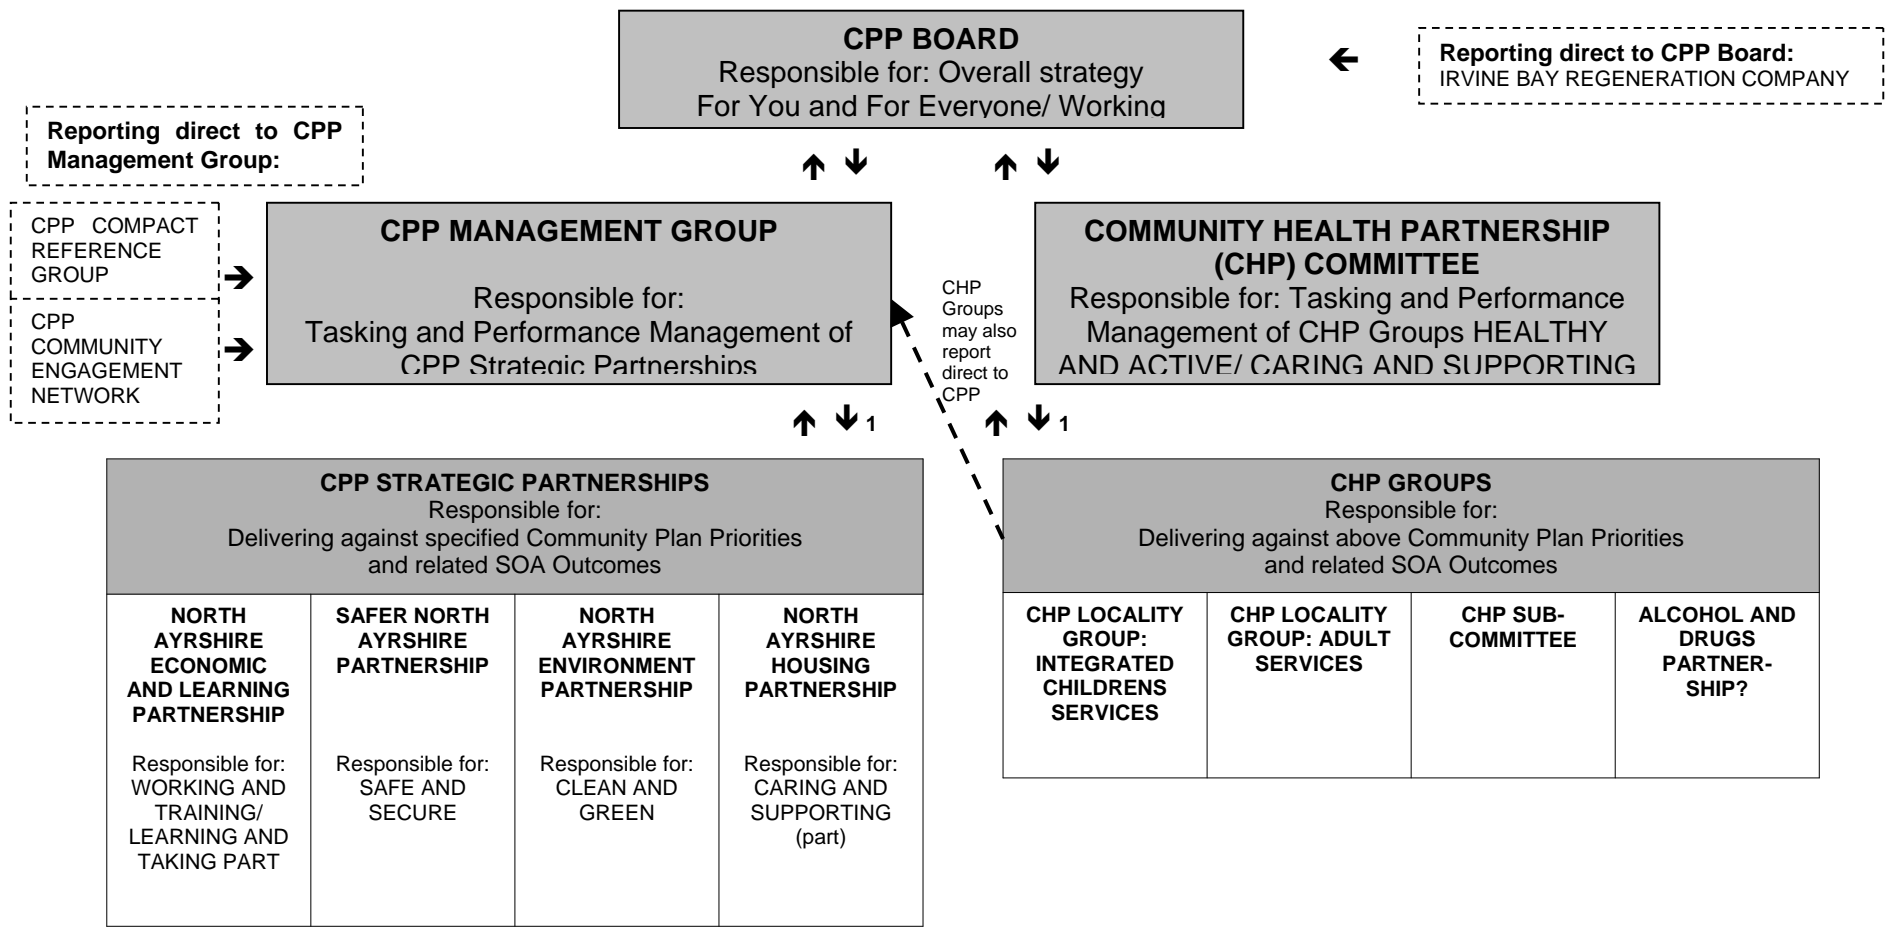 CPP BOARD
Responsible for: Overall strategy
For You and For Everyone/ Working
Reporting direct to CPP Board:
IRVINE BAY REGENERATION COMPANY
Reporting direct to CPP
Management Group:
CPP COMPACT
REFERENCE
GROUP
CPP
COMMUNITY
ENGAGEMENT
NETWORK
CPP MANAGEMENT GROUP
Responsible for:
Tasking and Performance Management of
CPP Strategic Partnerships
CHP
Groups
may also
report
direct to
CPP
COMMUNITY HEALTH PARTNERSHIP
(CHP) COMMITTEE
Responsible for: Tasking and Performance
Management of CHP Groups HEALTHY
AND ACTIVE/ CARING AND SUPPORTING
1
1
CPP STRATEGIC PARTNERSHIPS
Responsible for:
Delivering against specified Community Plan Priorities
and related SOA Outcomes
NORTH
AYRSHIRE
ECONOMIC
AND LEARNING
PARTNERSHIP
Responsible for:
WORKING AND
TRAINING/
LEARNING AND
TAKING PART
SAFER NORTH
AYRSHIRE
PARTNERSHIP
Responsible for:
SAFE AND
SECURE
NORTH
AYRSHIRE
ENVIRONMENT
PARTNERSHIP
Responsible for:
CLEAN AND
GREEN
NORTH
AYRSHIRE
HOUSING
PARTNERSHIP
Responsible for:
CARING AND
SUPPORTING
(part)
CHP GROUPS
Responsible for:
Delivering against above Community Plan Priorities
and related SOA Outcomes
CHP LOCALITY
GROUP:
INTEGRATED
CHILDRENS
SERVICES
CHP LOCALITY
GROUP: ADULT
SERVICES
CHP SUB-
COMMITTEE
ALCOHOL AND
DRUGS
PARTNER-
SHIP?